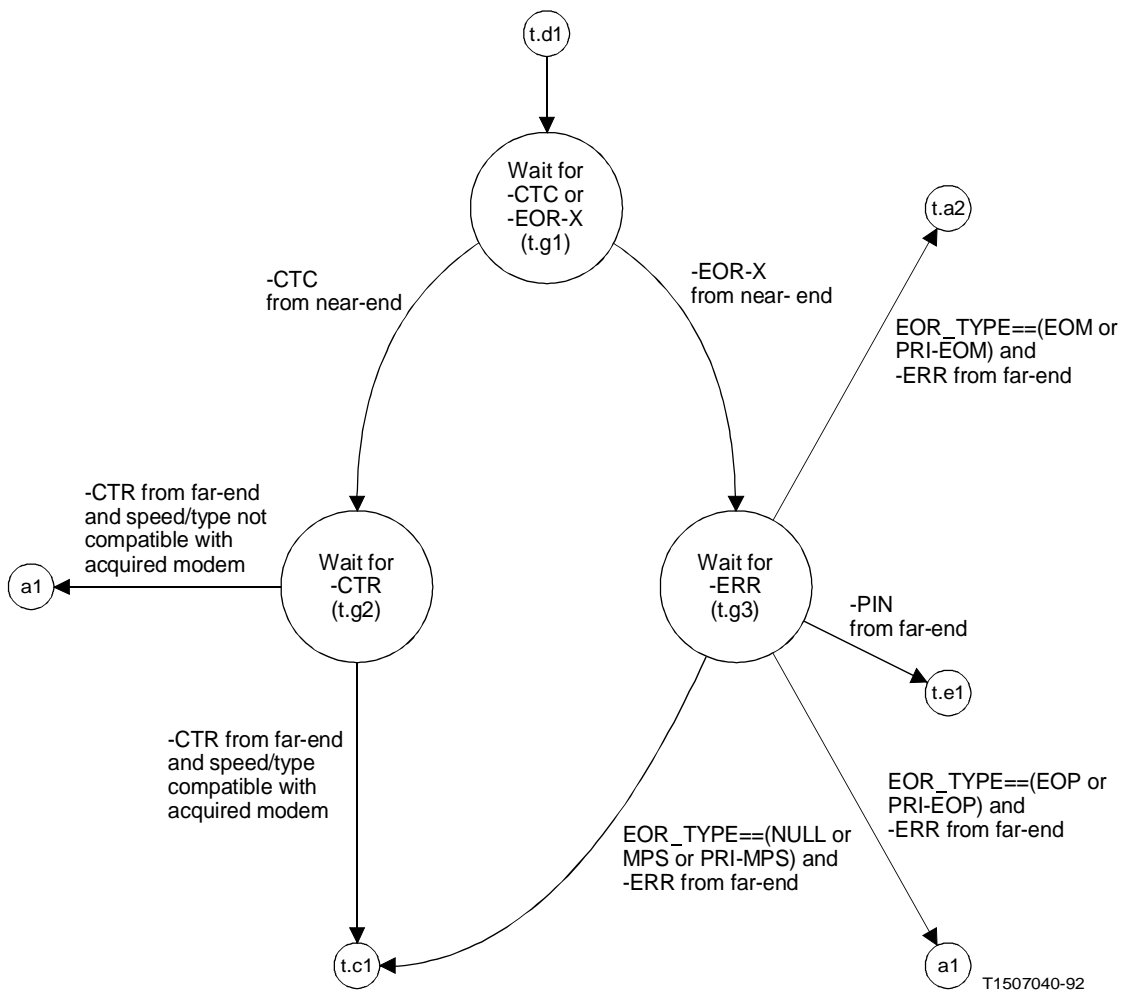 t.d1
Wait for
-CTC or
-EOR-X
(t.g1)
t.a2
-CTC
from near-end
-EOR-X
from near- end
EOR_TYPE==(EOM or
PRI-EOM) and
-ERR from far-end
-CTR from far-end
and speed/type not
compatible with
acquired modem
a1
Wait for
-CTR
(t.g2)
Wait for
-ERR
(t.g3)
-PIN
from far-end
t.e1
-CTR from far-end
and speed/type
compatible with
acquired modem
EOR_TYPE==(NULL or
MPS or PRI-MPS) and
-ERR from far-end
EOR_TYPE==(EOP or
PRI-EOP) and
-ERR from far-end
t.c1
a1
T1507040-92